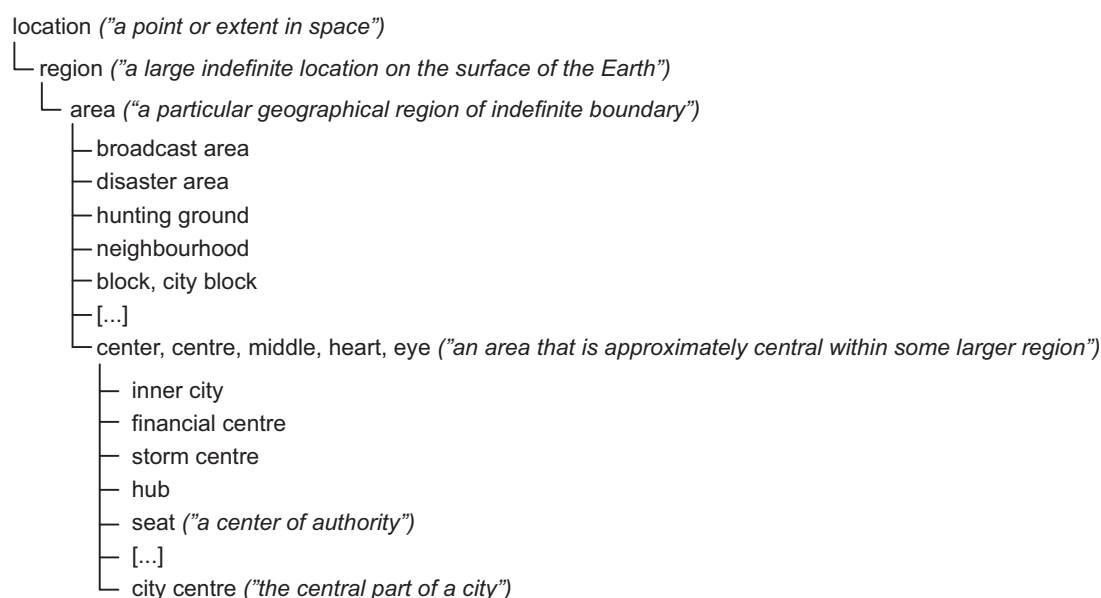 location (”a point or extent in space”)
region (”a large indefinite location on the surface of the Earth”)
area (“a particular geographical region of indefinite boundary”)
broadcast area
disaster area
hunting ground
neighbourhood
block, city block
[...]
center, centre, middle, heart, eye (”an area that is approximately central within some larger region”)
inner city
financial centre
storm centre
hub
seat (”a center of authority”)
[...]
city centre (”the central part of a city”)